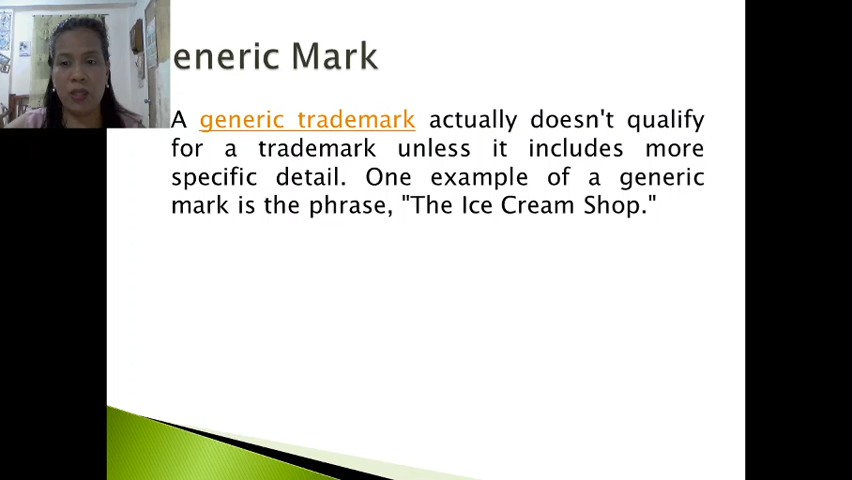 eneric Mark
A generic trademark actually doesn't qualify
for a trademark unless it includes more
specific detail. One example of a generic
mark is the phrase, "The Ice Cream Shop."